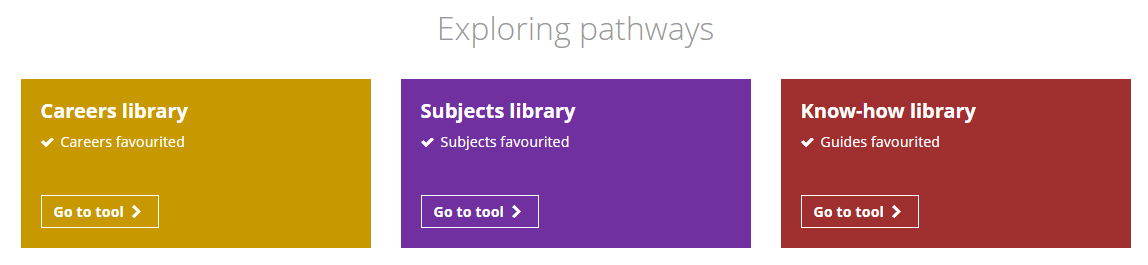 Exploring pathways
Careers library
Careers favourited
Go to tool
Subjects library
Subjects favourited
Go to tool
Know-how library
Guides favourited
Go to tool